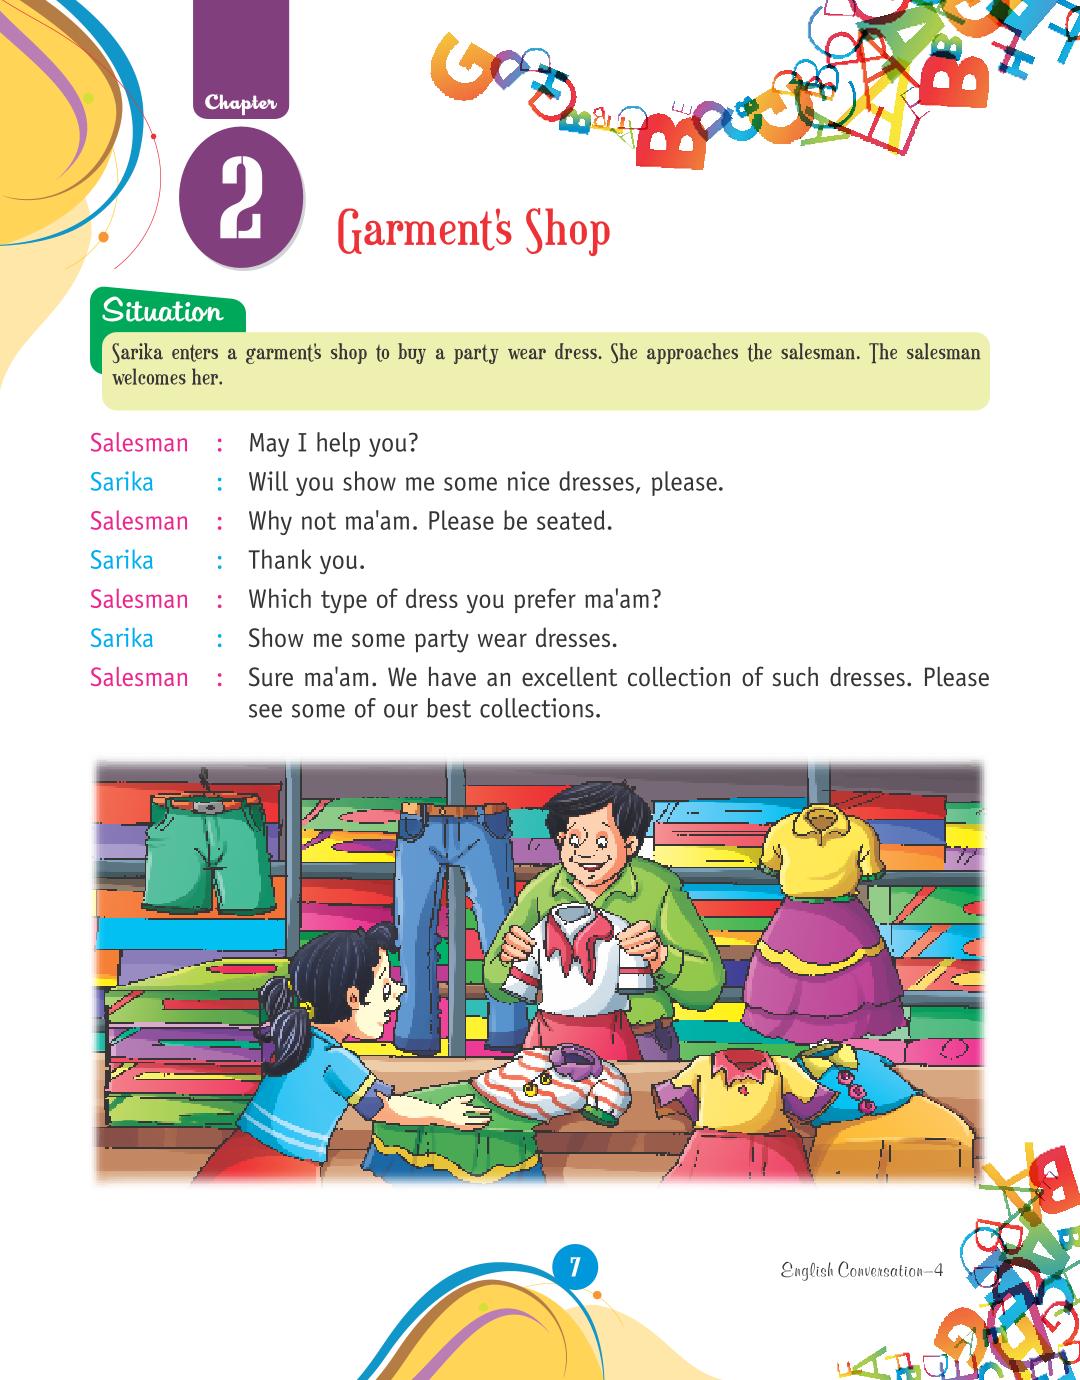 Chapter
2
Garment's Shop
Situation
Sarika enters a garment's shop to buy a party wear dress. She approaches the salesman. The salesman
welcomes her.
Salesman : May I help you?
Sarika : Will you show me some nice dresses, please.
Salesman : Why not ma'am. Please be seated.
Sarika : Thank you.
Salesman : Which type of dress you prefer ma'am?
Sarika : Show me some party wear dresses.
Salesman : Sure ma'am. We have an excellent collection of such dresses. Please
see some of our best collections.
7
English Conversation–4